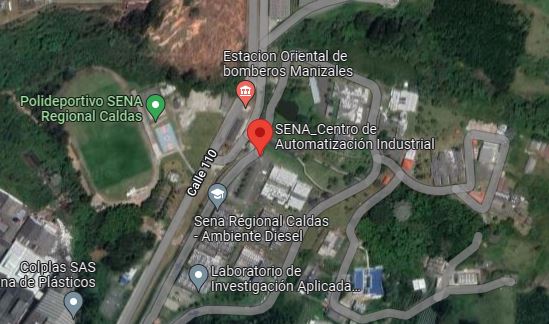 Estacion Oriental de
bomberos Manizales
Polideportivo SENA
Regional Caldas
SENA_Centro de
Automatización Industrial
Calle 110
Sena Regional Caldas
- Ambiente Diesel
Colplas SAS
na de Plásticos
Laboratorio de
Investigación Aplicada...